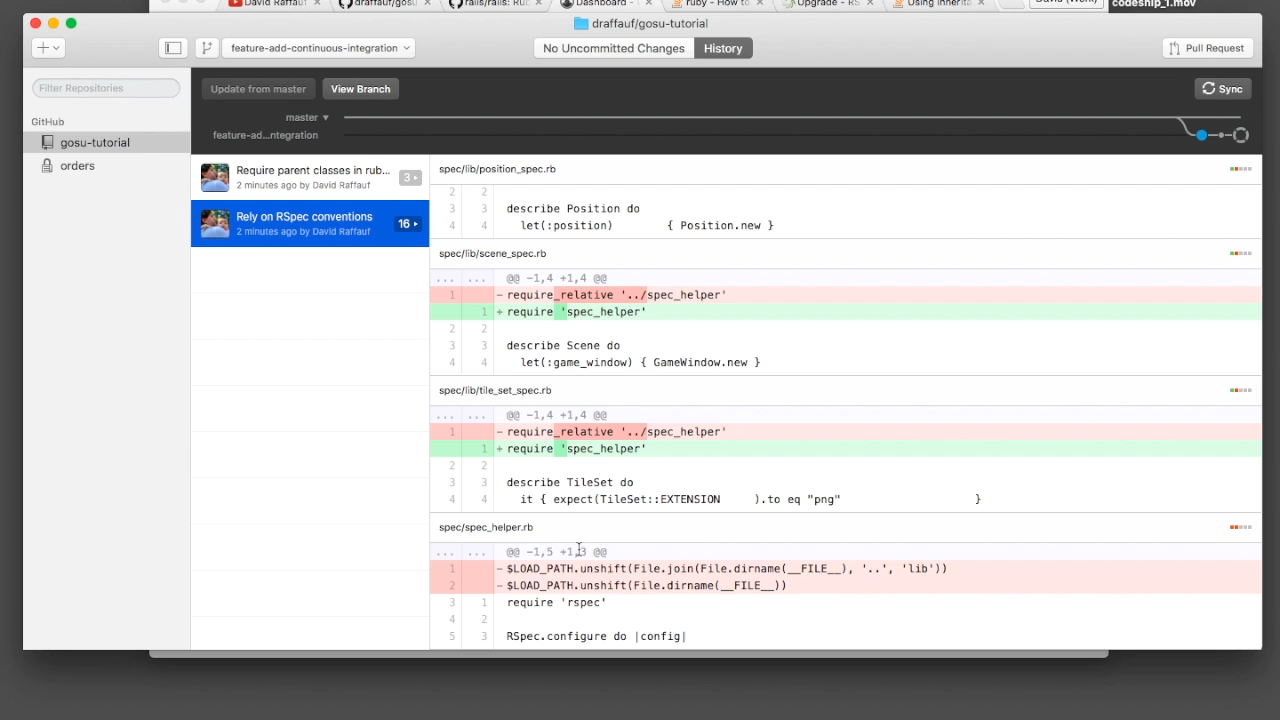 David Raffauf
draffauf/gosu
rails/rails: Ruc
Dashboard -
ruby - How to
Upgrade - RS
Using inherita
David (Work)
codeship_1.mov
draffauf/gosu-tutorial
feature-add-continuous-integration
No Uncommitted Changes
History
Pull Request
Filter Repositories
Update from master
View Branch
Sync
GitHub
gosu-tutorial
orders
master
feature-ad...ntegration
Require parent classes in rub...
2 minutes ago by David Raffauf
3
Rely on RSpec conventions
2 minutes ago by David Raffauf
16
spec/lib/position_spec.rb
2 2
3 3 describe Position do
4 4 let(:position) { Position.new }
spec/lib/scene_spec.rb
... ... @@ -1,4 +1,4 @@
1 -require_relative '../spec_helper'
1 +require 'spec_helper'
2 2
3 3 describe Scene do
4 4 let(:game_window) { GameWindow.new }
spec/lib/tile_set_spec.rb
... ... @@ -1,4 +1,4 @@
1 -require_relative '../spec_helper'
1 +require 'spec_helper'
2 2
3 3 describe TileSet do
4 4 it { expect(TileSet::EXTENSION ).to eq "png" }
spec/spec_helper.rb
... ... @@ -1,5 +1,3 @@
1 -$LOAD_PATH.unshift(File.join(File.dirname(__FILE__), '..', 'lib'))
2 -$LOAD_PATH.unshift(File.dirname(__FILE__))
3 1 require 'rspec'
4 2
5 3 RSpec.configure do |config|